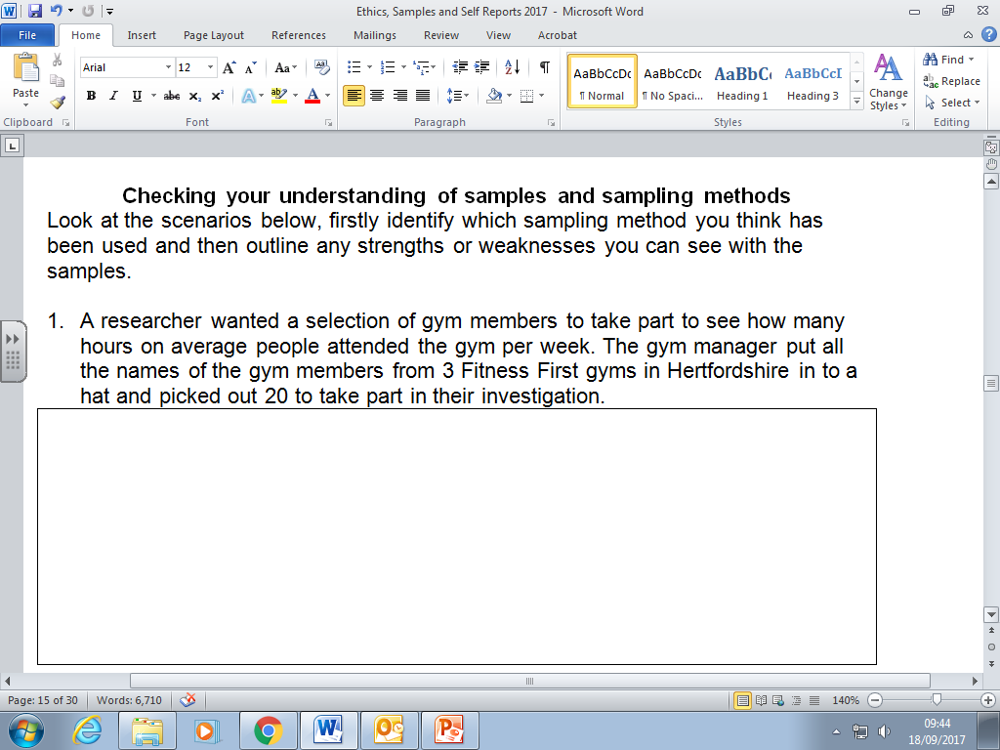 Ethics, Samples and Self Reports 2017 - Microsoft Word
File Home Insert Page Layout References Mailings Review View Acrobat
Paste
Arial 12
Aa
B I U abc x₂ x²
AaBbCcDc AaBbCcDc AaBbC AaBbCcI
¶ Normal ¶ No Spaci... Heading 1 Heading 3
Change Styles
Find
Replace
Select
Clipboard Font Paragraph Styles Editing
Checking your understanding of samples and sampling methods
Look at the scenarios below, firstly identify which sampling method you think has
been used and then outline any strengths or weaknesses you can see with the
samples.
1. A researcher wanted a selection of gym members to take part to see how many
hours on average people attended the gym per week. The gym manager put all
the names of the gym members from 3 Fitness First gyms in Hertfordshire in to a
hat and picked out 20 to take part in their investigation.
Page: 15 of 30 Words: 6,710 140%
09:44
18/09/2017